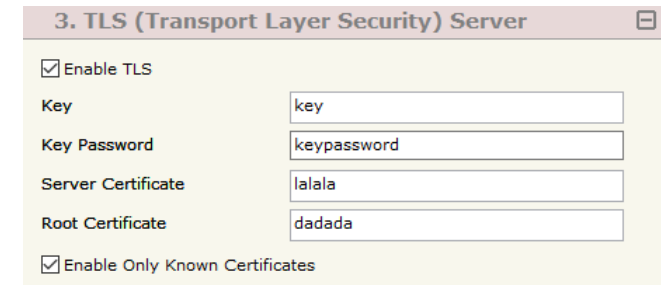 3. TLS (Transport Layer Security) Server
Enable TLS
Key key
Key Password keypassword
Server Certificate lalala
Root Certificate dadada
Enable Only Known Certificates